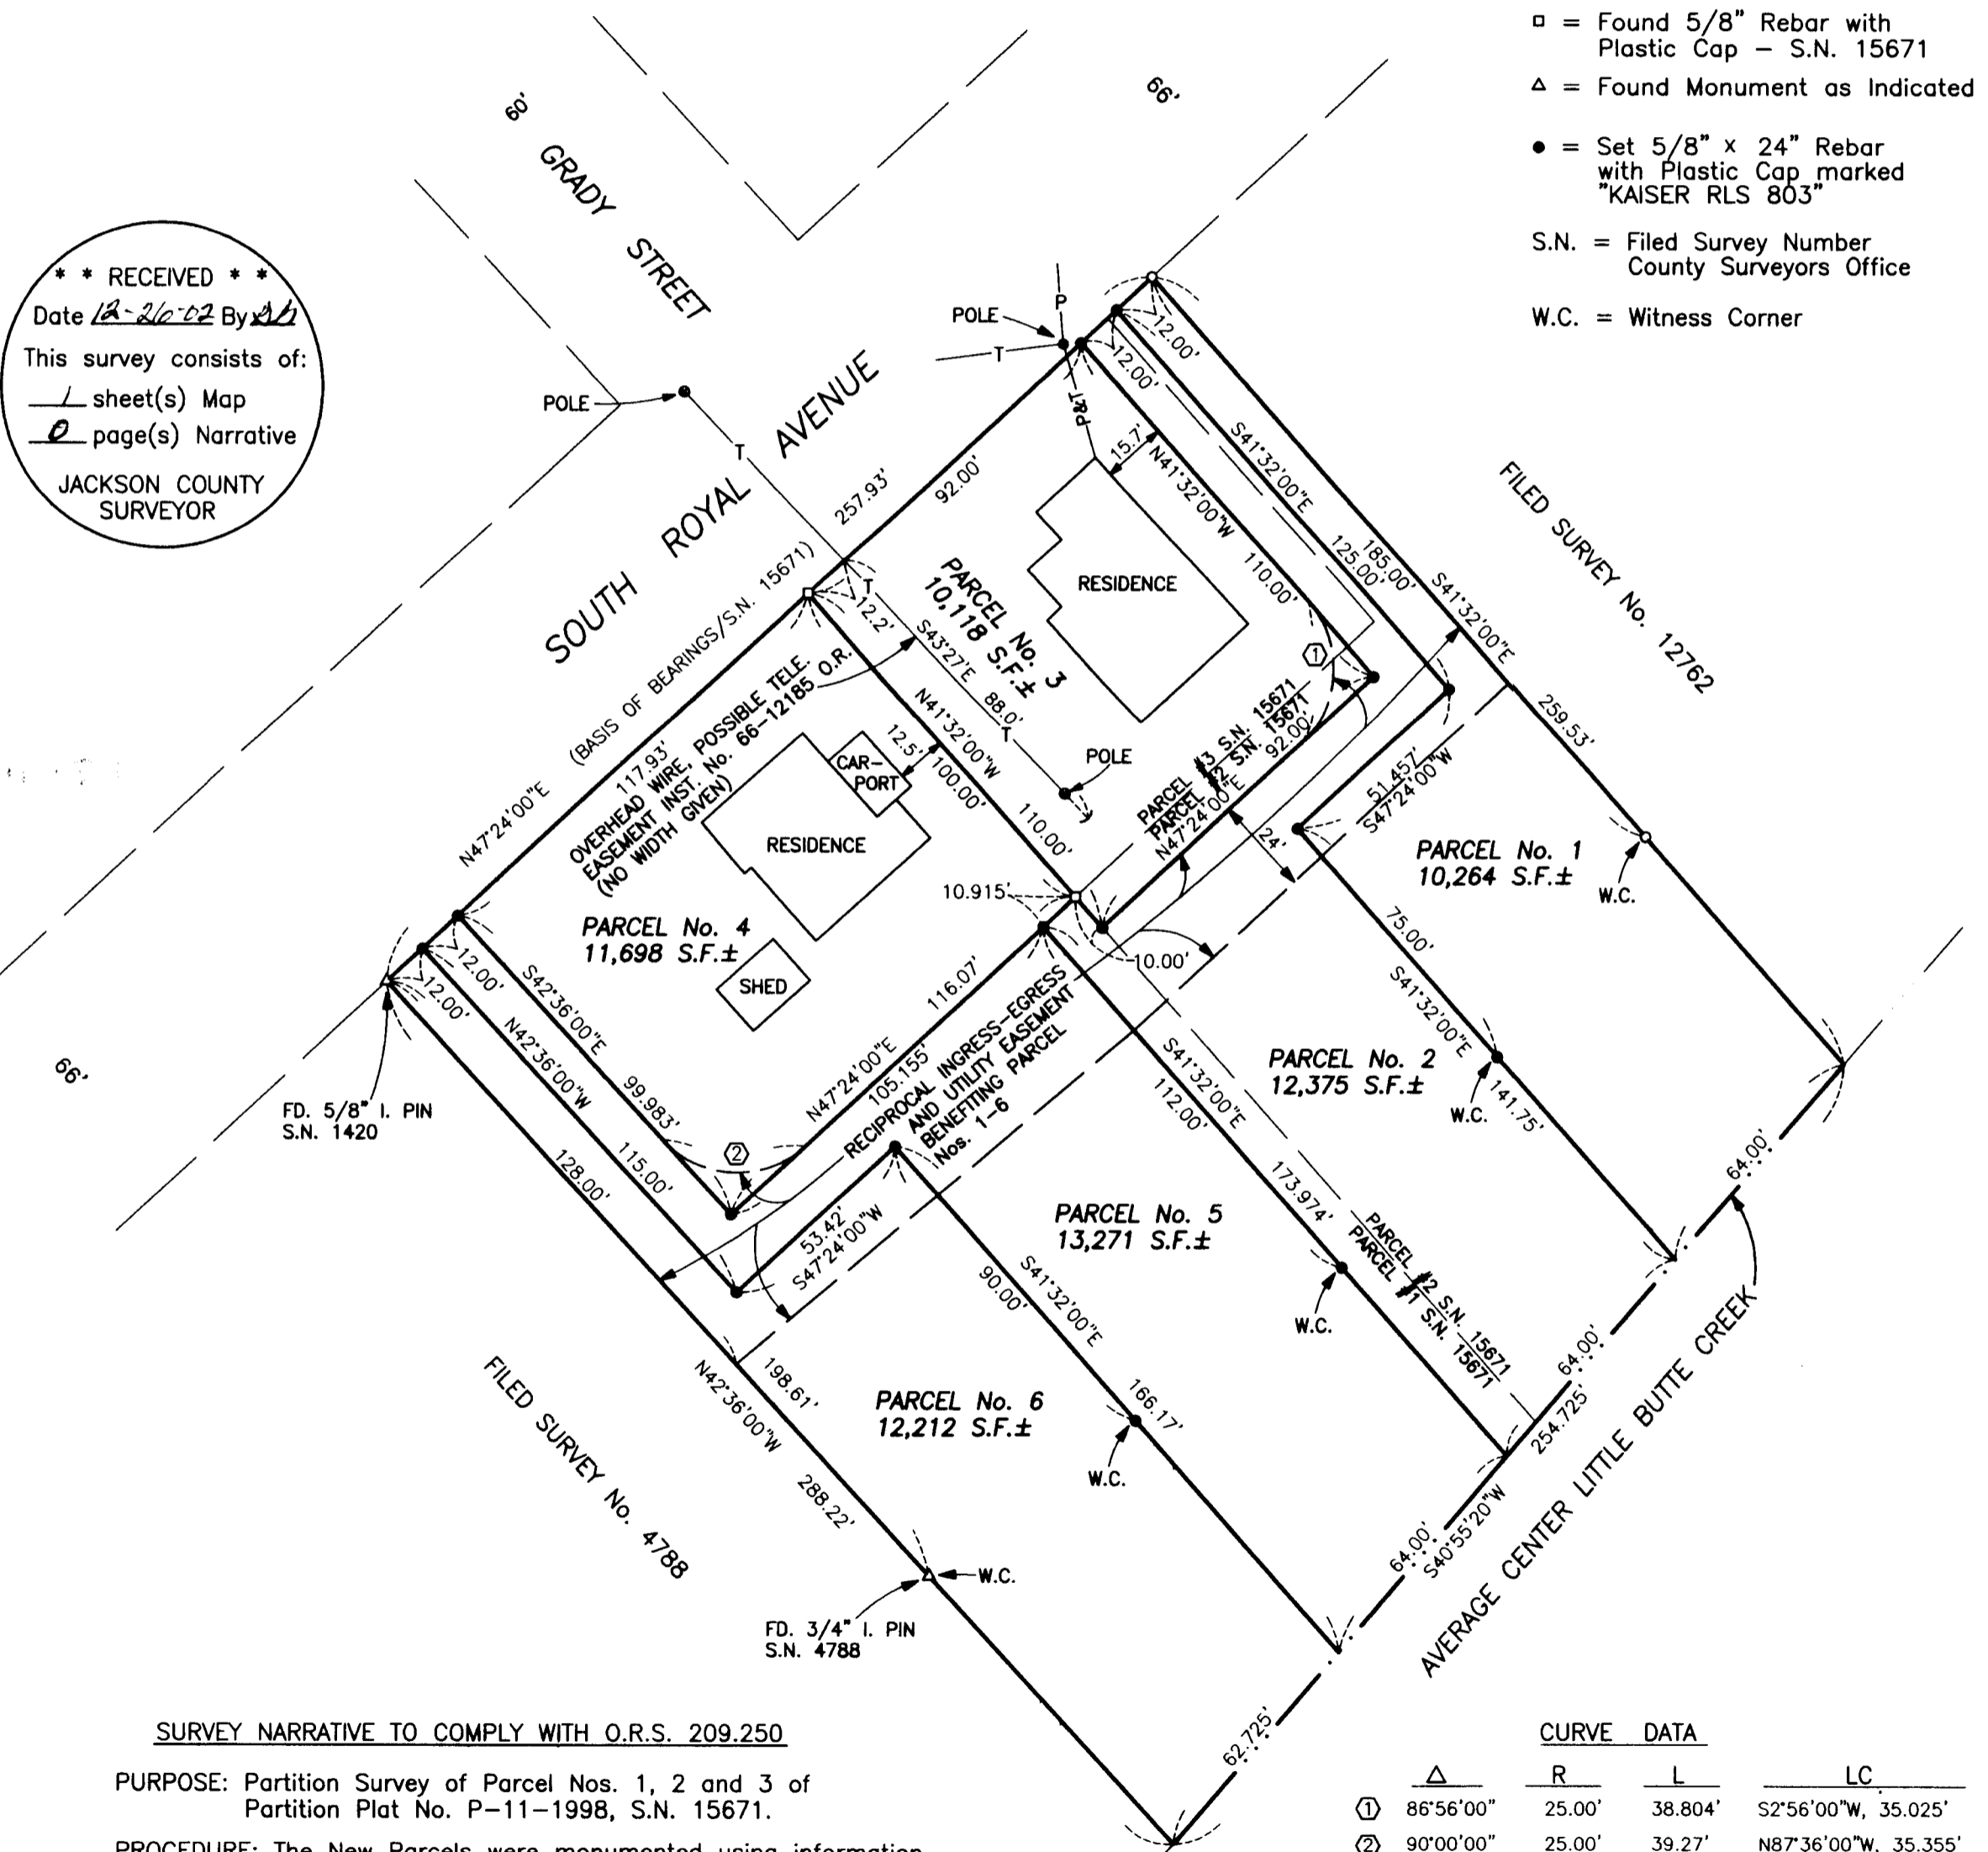 □ = Found 5/8" Rebar with
Plastic Cap – S.N. 15671
△ = Found Monument as Indicated
● = Set 5/8" x 24" Rebar
with Plastic Cap marked
"KAISER RLS 803"
S.N. = Filed Survey Number
County Surveyors Office
W.C. = Witness Corner
* * RECEIVED * *
Date 12-26-02 By
This survey consists of:
1 sheet(s) Map
0 page(s) Narrative
JACKSON COUNTY
SURVEYOR
60'
GRADY STREET
66'
SOUTH ROYAL AVENUE
POLE
T
POLE
P
T
P&T
12.00'
12.00'
257.93'
92.00'
15.7'
N41°32'00"W
110.00'
S41°32'00"E
125.00'
185.00'
S41°32'00"E
259.53'
FILED SURVEY No. 12762
RESIDENCE
PARCEL No. 3
10,118 S.F.±
(BASIS OF BEARINGS/S.N. 15671)
N47°24'00"E
117.93'
T
12.2'
S43°27'E 88.0'
T
POLE
OVERHEAD WIRE, POSSIBLE TELE.
EASEMENT INST. No. 66-12185 O.R.
(NO WIDTH GIVEN)
N41°32'00"W
100.00'
110.00'
12.5'
CAR-
PORT
RESIDENCE
PARCEL No. 4
11,698 S.F.±
SHED
①
PARCEL #3 S.N. 15671
PARCEL #2 S.N. 15671
92.00'
N47°24'00"E
24'
51.457'
S47°24'00"W
PARCEL No. 1
10,264 S.F.±
W.C.
10.915'
10.00'
116.07'
N47°24'00"E
105.155'
RECIPROCAL INGRESS-EGRESS
AND UTILITY EASEMENT
BENEFITING PARCEL
Nos. 1-6
75.00'
S41°32'00"E
141.75'
W.C.
PARCEL No. 2
12,375 S.F.±
S41°32'00"E
112.00'
173.974'
W.C.
PARCEL #2 S.N. 15671
PARCEL #1 S.N. 15671
12.00'
12.00'
S42°36'00"E
99.983'
N42°36'00"W
115.00'
128.00'
②
66'
FD. 5/8" I. PIN
S.N. 1420
53.42'
S47°24'00"W
PARCEL No. 5
13,271 S.F.±
S41°32'00"E
90.00'
166.17'
W.C.
PARCEL No. 6
12,212 S.F.±
198.61'
N42°36'00"W
288.22'
FILED SURVEY No. 4788
W.C.
FD. 3/4" I. PIN
S.N. 4788
64.00'
64.00'
254.725'
64.00'
S40°55'20"W
62.725'
AVERAGE CENTER LITTLE BUTTE CREEK
SURVEY NARRATIVE TO COMPLY WITH O.R.S. 209.250
PURPOSE: Partition Survey of Parcel Nos. 1, 2 and 3 of
Partition Plat No. P-11-1998, S.N. 15671.
PROCEDURE: The New Parcels were monumented using information
CURVE DATA
△ R L LC
① 86°56'00" 25.00' 38.804' S2°56'00"W, 35.025'
② 90°00'00" 25.00' 39.27' N87°36'00"W, 35.355'